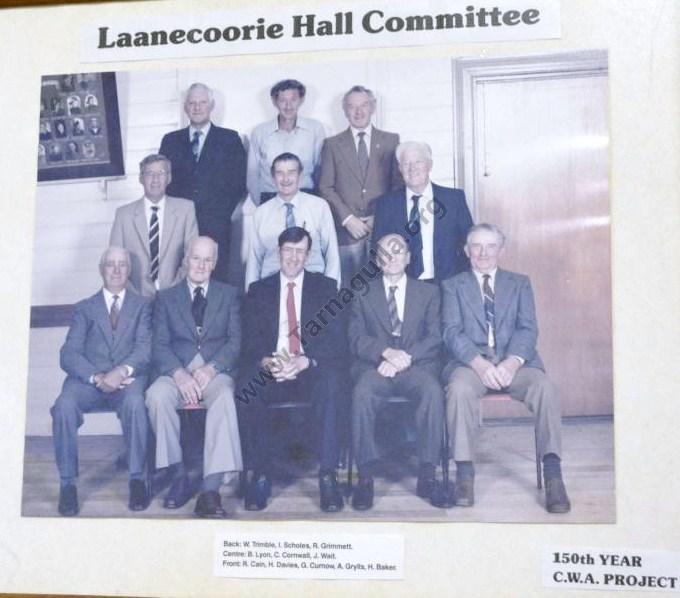 Laanecoorie Hall Committee
www.Tarnagulla.org
Back: W. Trimble, I. Scholes, R. Grimmett.
Centre: B. Lyon, C. Cornwall, J. Wait.
Front: R. Cain, H. Davies, G. Curnow, A. Grylls, H. Baker.
150th YEAR
C.W.A. PROJECT